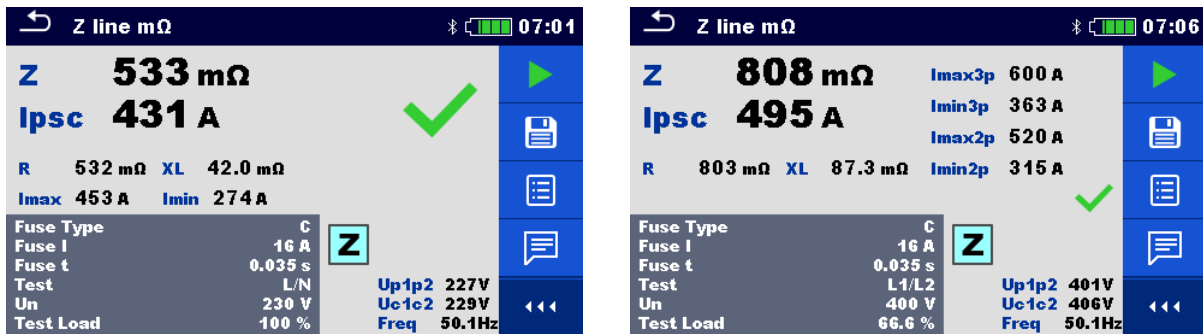 Z line mΩ 07:01
Z 533 mΩ
Ipsc 431 A
R 532 mΩ XL 42.0 mΩ
Imax 453 A Imin 274 A
Fuse Type C
Fuse I 16 A
Fuse t 0.035 s
Test L/N
Un 230 V
Test Load 100 %
Z
Up1p2 227V
Uc1c2 229V
Freq 50.1Hz
Z line mΩ 07:06
Z 808 mΩ
Ipsc 495 A
Imax3p 600 A
Imin3p 363 A
Imax2p 520 A
R 803 mΩ XL 87.3 mΩ Imin2p 315 A
Fuse Type C
Fuse I 16 A
Fuse t 0.035 s
Test L1/L2
Un 400 V
Test Load 66.6 %
Z
Up1p2 401V
Uc1c2 406V
Freq 50.1Hz